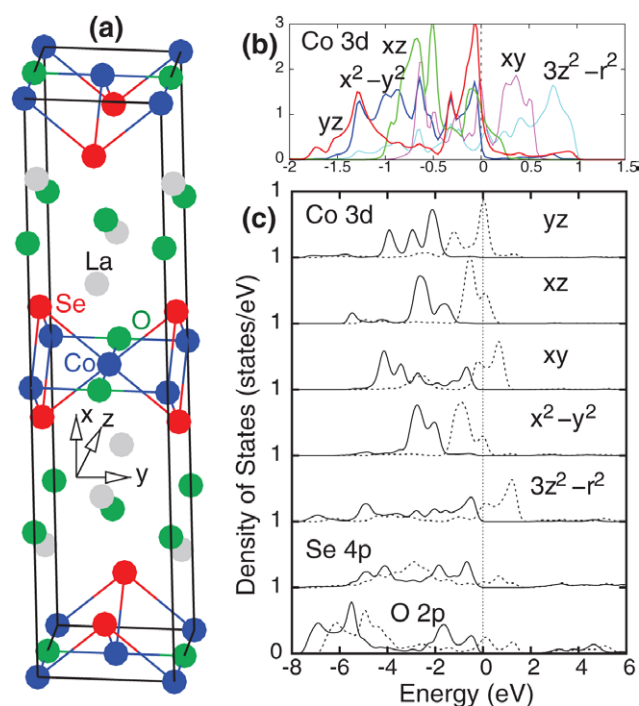 (a)
La
Se
O
Co
x
z
y
(b)
Co 3d
3
2
1
0
xz
x²−y²
yz
xy
3z²−r²
-2 -1.5 -1 -0.5 0 0.5 1 1.5
(c)
Co 3d
1 yz
1 xz
1 xy
1 x²−y²
1 3z²−r²
1 Se 4p
1 O 2p
0
Density of States (states/eV)
-8 -6 -4 -2 0 2 4 6
Energy (eV)